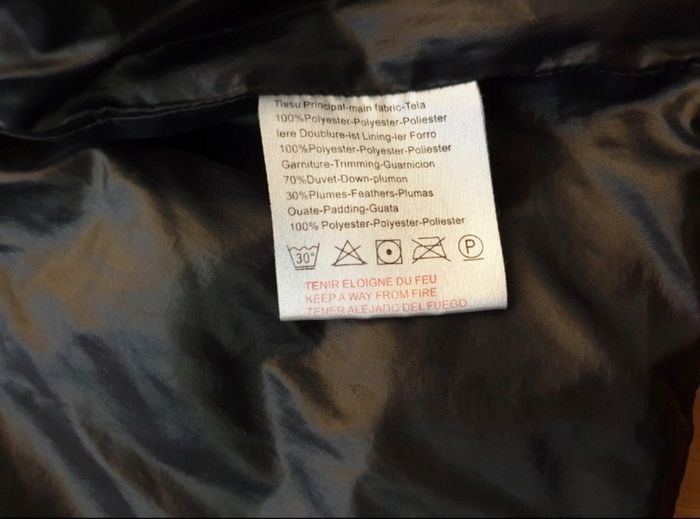 Tissu Principal-main fabric-Tela
100%Polyester-Polyester-Poliester
Iere Doublure-Ist Lining-Ier Forro
100%Polyester-Polyester-Poliester
Garniture-Trimming-Guarnicion
70%Duvet-Down-plumon
30%Plumes-Feathers-Plumas
Ouate-Padding-Guata
100% Polyester-Polyester-Poliester
30° P
TENIR ELOIGNE DU FEU
KEEP A WAY FROM FIRE
TENER ALEJADO DEL FUEGO